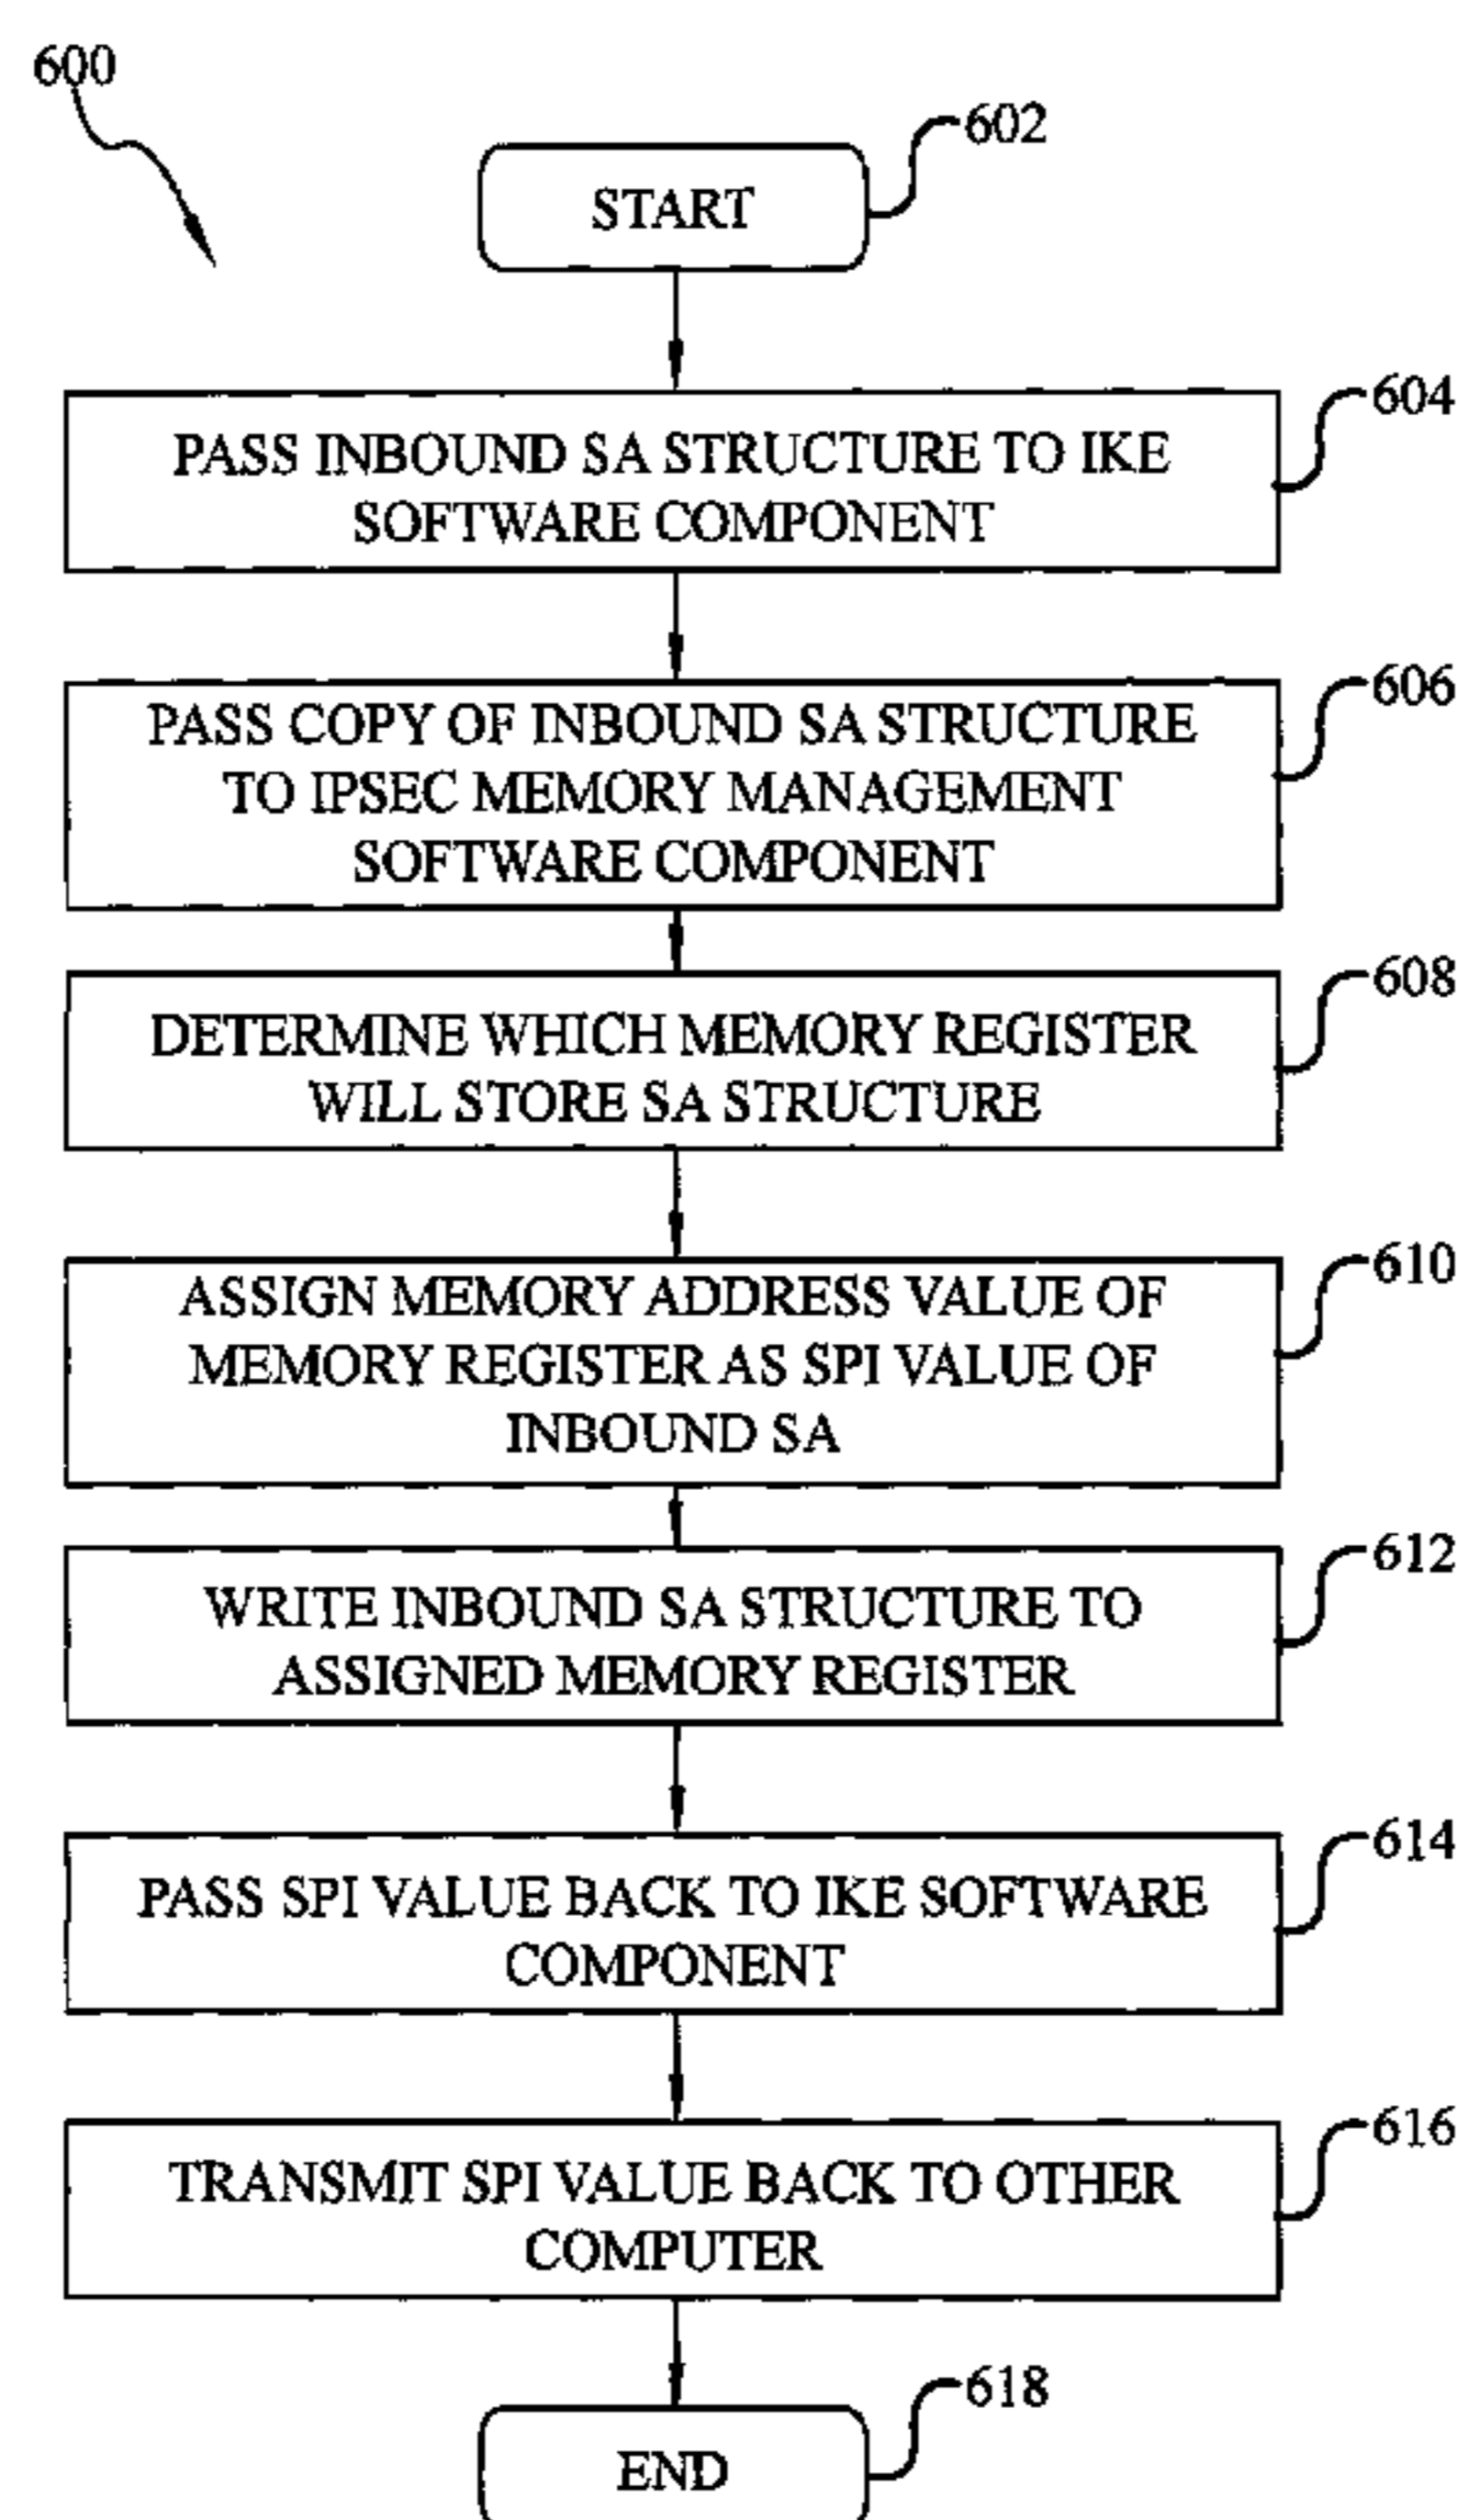 600
602
START
604
PASS INBOUND SA STRUCTURE TO IKE
SOFTWARE COMPONENT
606
PASS COPY OF INBOUND SA STRUCTURE
TO IPSEC MEMORY MANAGEMENT
SOFTWARE COMPONENT
608
DETERMINE WHICH MEMORY REGISTER
WILL STORE SA STRUCTURE
610
ASSIGN MEMORY ADDRESS VALUE OF
MEMORY REGISTER AS SPI VALUE OF
INBOUND SA
612
WRITE INBOUND SA STRUCTURE TO
ASSIGNED MEMORY REGISTER
614
PASS SPI VALUE BACK TO IKE SOFTWARE
COMPONENT
616
TRANSMIT SPI VALUE BACK TO OTHER
COMPUTER
618
END